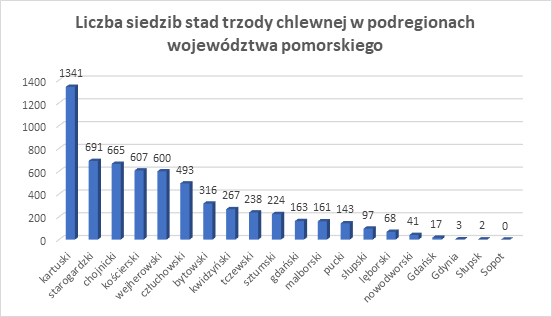 Liczba siedzib stad trzody chlewnej w podregionach
województwa pomorskiego
1341
691
665
607
600
493
316
267
238
224
163
161
143
97
68
41
17
3
2
0
1400
1200
1000
800
600
400
200
0
kartuski
starogardzki
chojnicki
kościerski
wejherowski
człuchowski
bytowski
kwidzyński
tczewski
sztumski
gdański
malborski
pucki
słupski
lęborski
nowodworski
Gdańsk
Gdynia
Słupsk
Sopot